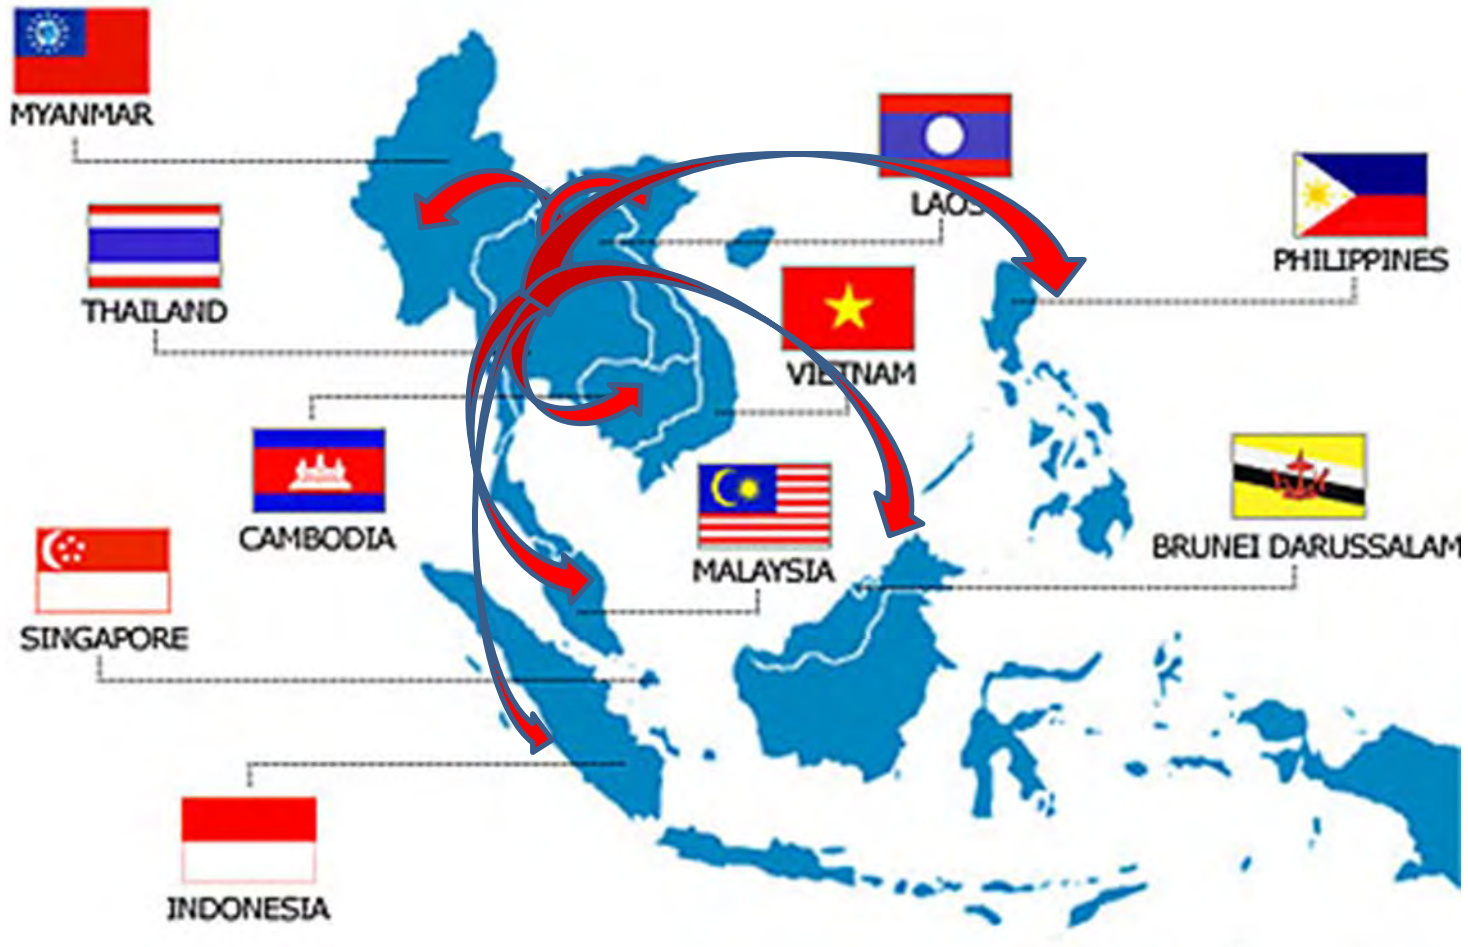 MYANMAR
LAOS
THAILAND
PHILIPPINES
VIETNAM
CAMBODIA
MALAYSIA
BRUNEI DARUSSALAM
SINGAPORE
INDONESIA